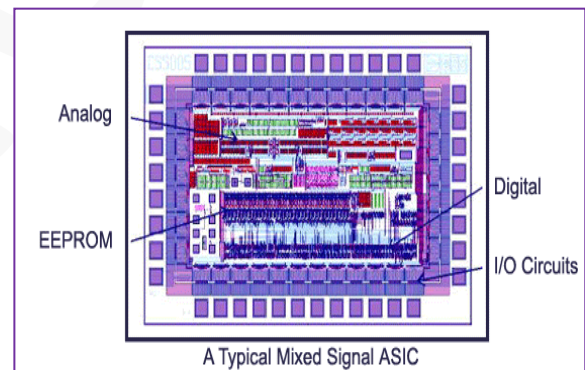 Analog
Digital
EEPROM
I/O Circuits
A Typical Mixed Signal ASIC